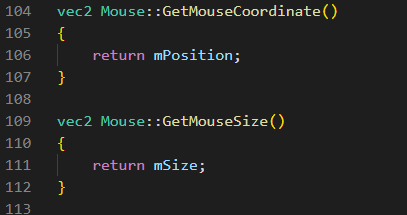 104 vec2 Mouse::GetMouseCoordinate()
105 {
106 return mPosition;
107 }
108
109 vec2 Mouse::GetMouseSize()
110 {
111 return mSize;
112 }
113